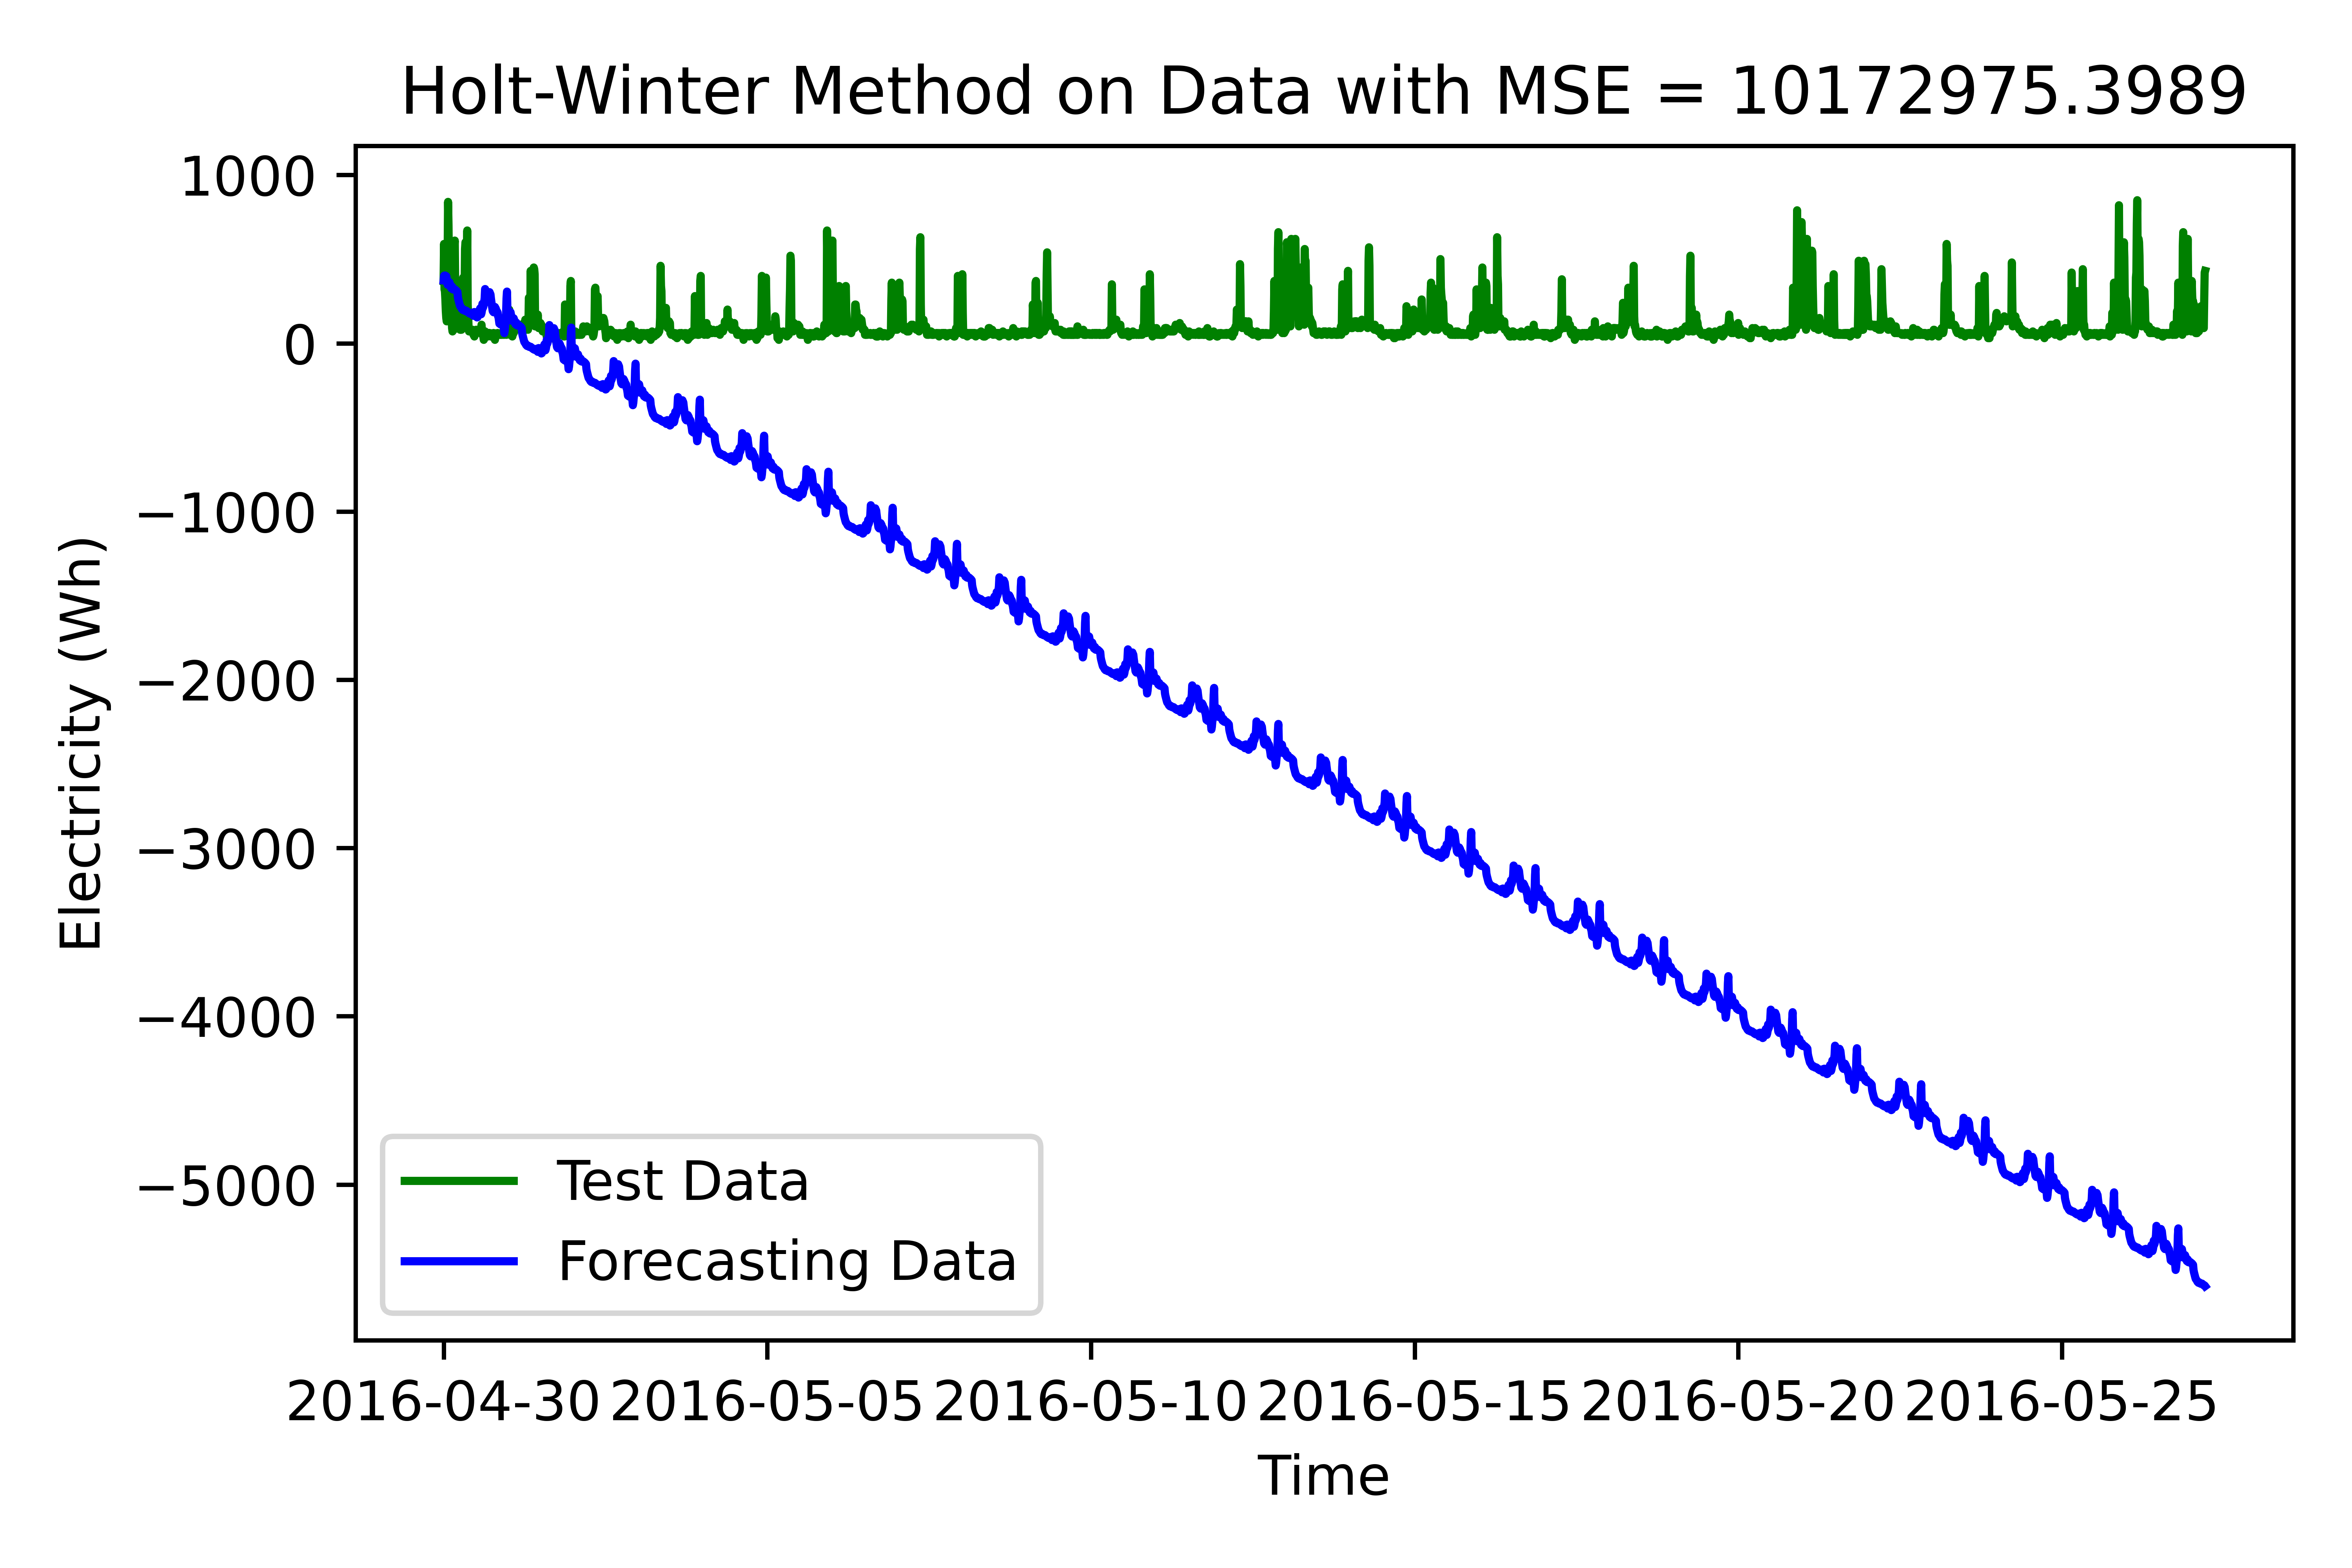 Holt-Winter Method on Data with MSE = 10172975.3989
1000
0
−1000
−2000
−3000
−4000
−5000
Electricity (Wh)
Test Data
Forecasting Data
2016-04-30 2016-05-05 2016-05-10 2016-05-15 2016-05-20 2016-05-25
Time